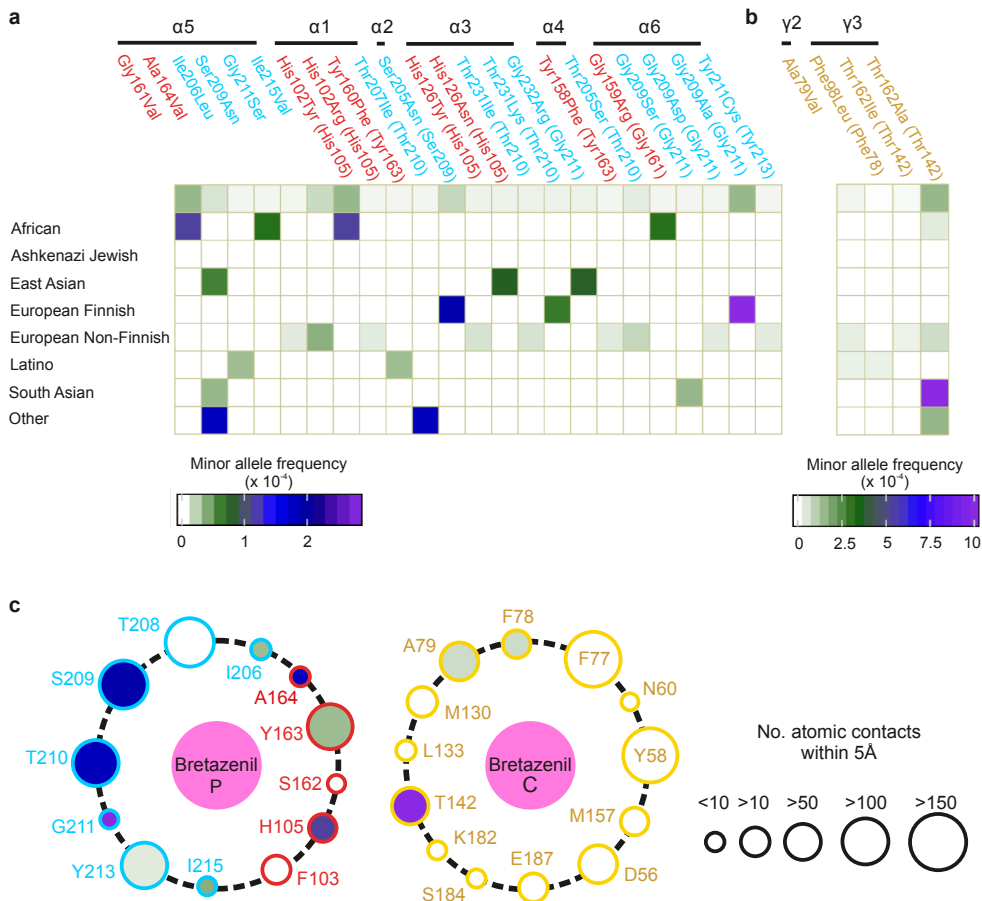 a
b
α5
α1
α2
α3
α4
α6
γ2
γ3
Gly161Val
Ala164Val
Ile206Leu
Ser209Asn
Gly211Ser
Ile215Val
His102Tyr (His105)
His102Arg (His105)
Tyr160Phe (Tyr163)
Thr207Ile (Thr210)
Ser205Asn (Ser209)
His126Tyr (His105)
His126Asn (His105)
Thr231Ile (Thr210)
Thr231Lys (Thr210)
Gly232Arg (Gly211)
Tyr158Phe (Tyr163)
Thr205Ser (Thr210)
Gly159Arg (Gly161)
Gly209Ser (Gly211)
Gly209Asp (Gly211)
Gly209Ala (Gly211)
Tyr211Cys (Tyr213)
Ala79Val
Phe98Leu (Phe78)
Thr162Ile (Thr142)
Thr162Ala (Thr142)
African
Ashkenazi Jewish
East Asian
European Finnish
European Non-Finnish
Latino
South Asian
Other
Minor allele frequency
(x 10-4)
0 1 2
Minor allele frequency
(x 10-4)
0 2.5 5 7.5 10
c
T208
I206
S209
A164
Y163
T210
Bretazenil
P
S162
G211
H105
Y213
I215
F103
F78
A79
F77
N60
M130
L133
Bretazenil
C
Y58
T142
M157
K182
S184
E187
D56
No. atomic contacts
within 5Å
<10 >10 >50 >100 >150